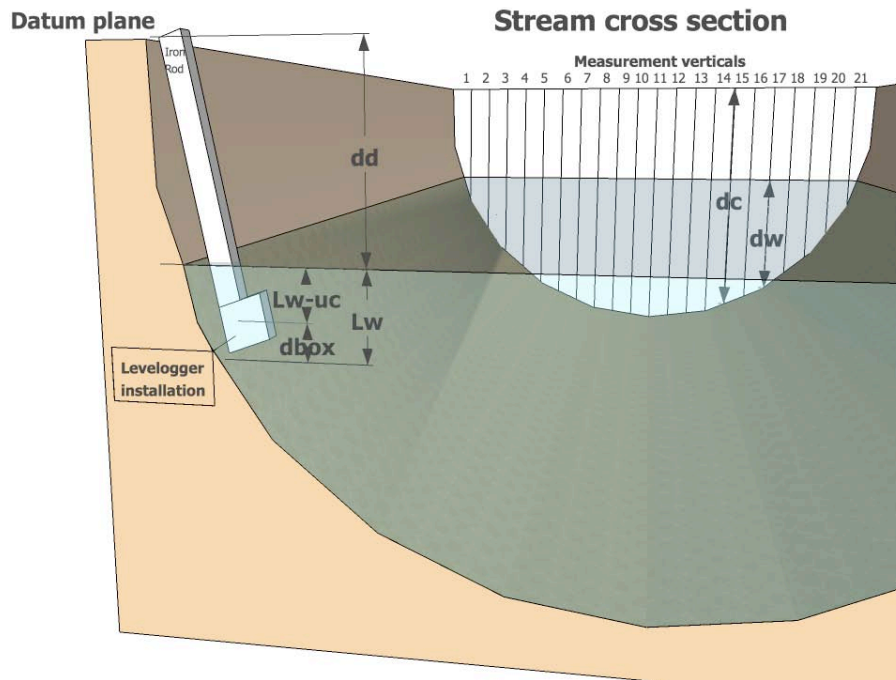 Datum plane
Stream cross section
Iron
Rod
Measurement verticals
1 2 3 4 5 6 7 8 9 10 11 12 13 14 15 16 17 18 19 20 21
dd
dc
dw
Lw-uc
Lw
dbox
Levelogger
installation